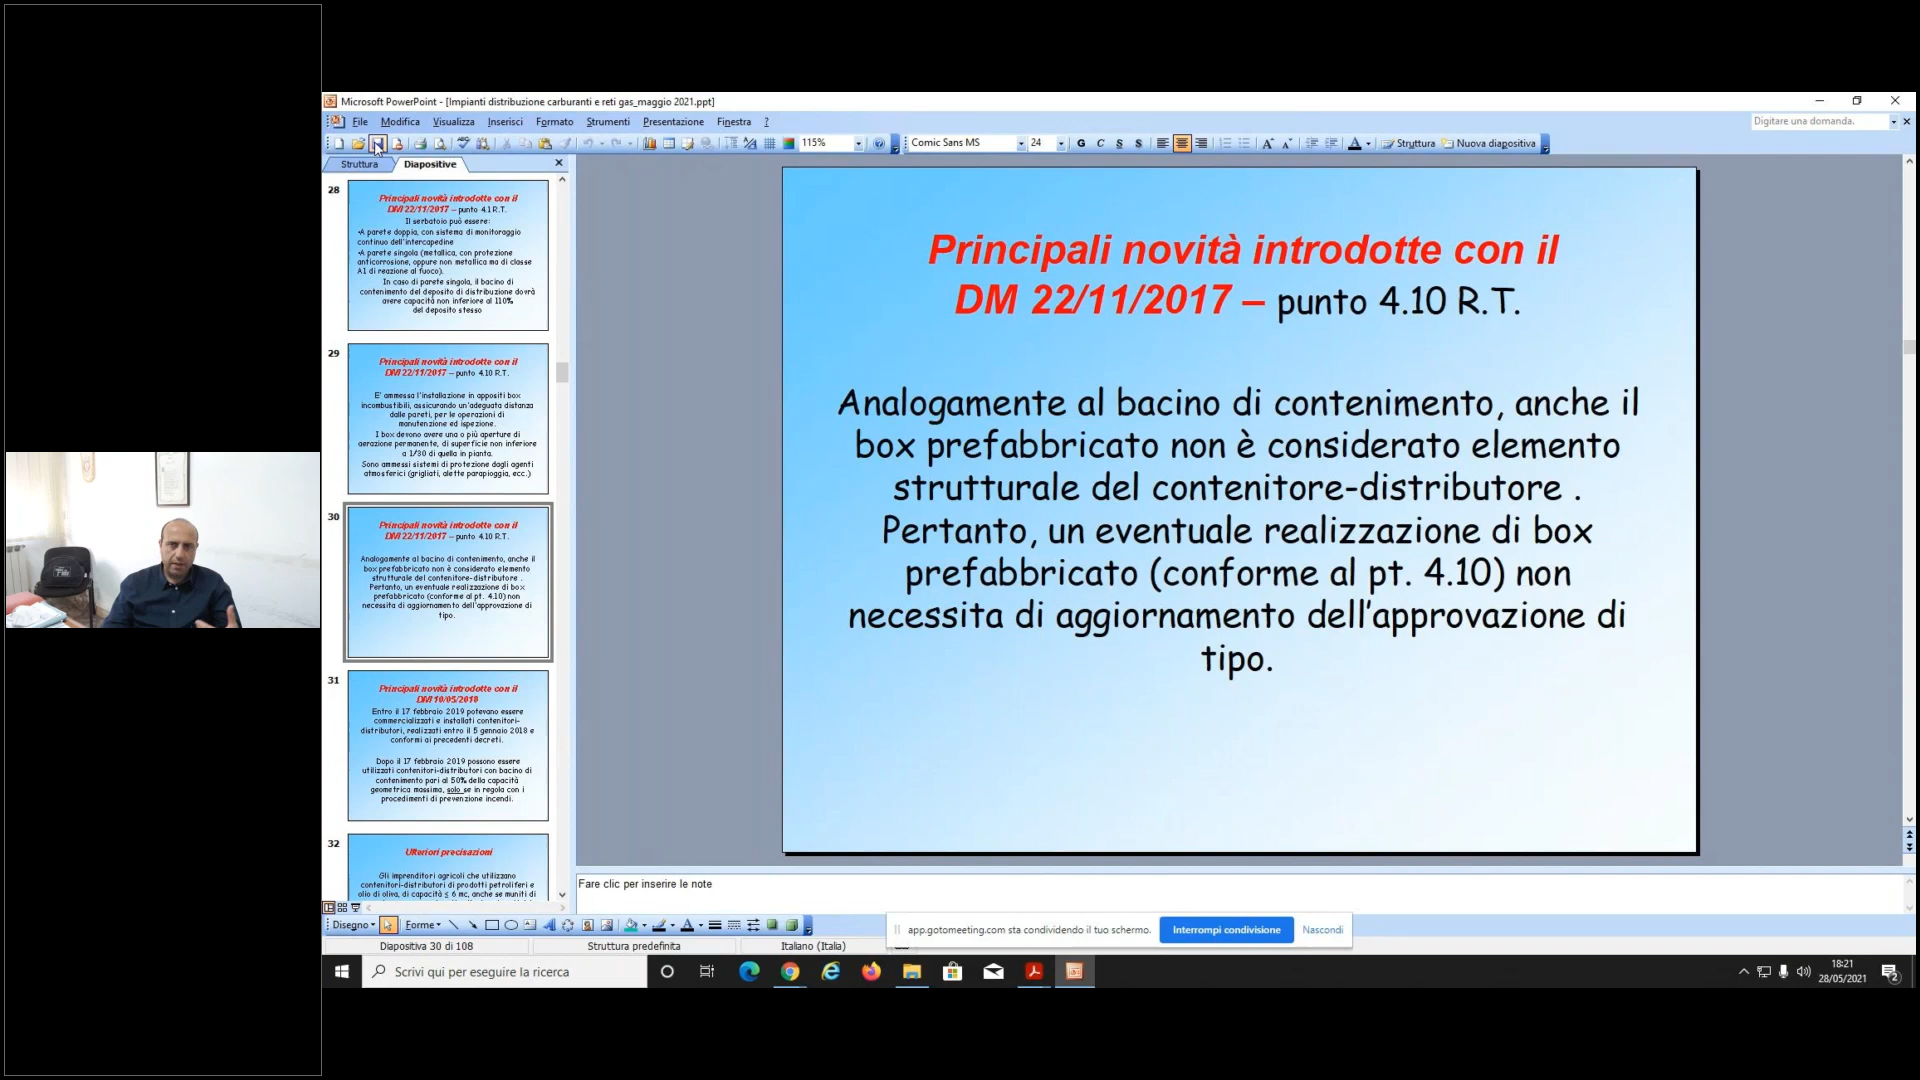 Microsoft PowerPoint - [Impianti distribuzione carburanti e reti gas_maggio 2021.ppt]
File Modifica Visualizza Inserisci Formato Strumenti Presentazione Finestra ?
Digitare una domanda.
115%
Comic Sans MS
24
G C S S
Struttura
Nuova diapositiva
Struttura
Diapositive
28
Principali novità introdotte con il
DM 22/11/2017 – punto 4.1 R.T.
Il serbatoio può essere:
•A parete doppia, con sistema di monitoraggio
continuo dell'intercapedine
•A parete singola (metallica, con protezione
anticorrosione, oppure non metallica ma di classe
A1 di reazione al fuoco).
In caso di parete singola, il bacino di
contenimento del deposito di distribuzione dovrà
avere capacità non inferiore al 110%
del deposito stesso
29
Principali novità introdotte con il
DM 22/11/2017 – punto 4.10 R.T.
E' ammessa l'installazione in appositi box
incombustibili, assicurando un'adeguata distanza
dalle pareti, per le operazioni di
manutenzione ed ispezione.
I box devono avere una o più aperture di
aerazione permanente, di superficie non inferiore
a 1/30 di quella in pianta.
Sono ammessi sistemi di protezione dagli agenti
atmosferici (grigliati, alette parapioggia, ecc.)
30
Principali novità introdotte con il
DM 22/11/2017 – punto 4.10 R.T.
Analogamente al bacino di contenimento, anche il
box prefabbricato non è considerato elemento
strutturale del contenitore-distributore .
Pertanto, un eventuale realizzazione di box
prefabbricato (conforme al pt. 4.10) non
necessita di aggiornamento dell'approvazione di
tipo.
31
Principali novità introdotte con il
DM 10/05/2018
Entro il 17 febbraio 2019 potevano essere
commercializzati e installati contenitori-
distributori, realizzati entro il 5 gennaio 2018 e
conformi ai precedenti decreti.
Dopo il 17 febbraio 2019 possono essere
utilizzati contenitori-distributori con bacino di
contenimento pari al 50% della capacità
geometrica massima, solo se in regola con i
procedimenti di prevenzione incendi.
32
Ulteriori precisazioni
Gli imprenditori agricoli che utilizzano
contenitori-distributori di prodotti petroliferi e
olio di oliva, di capacità ≤ 6 mc, anche se muniti di
Principali novità introdotte con il
DM 22/11/2017 – punto 4.10 R.T.
Analogamente al bacino di contenimento, anche il
box prefabbricato non è considerato elemento
strutturale del contenitore-distributore .
Pertanto, un eventuale realizzazione di box
prefabbricato (conforme al pt. 4.10) non
necessita di aggiornamento dell'approvazione di
tipo.
Fare clic per inserire le note
Disegno
Forme
app.gotomeeting.com sta condividendo il tuo schermo.
Interrompi condivisione
Nascondi
Diapositiva 30 di 108
Struttura predefinita
Italiano (Italia)
Scrivi qui per eseguire la ricerca
18:21
28/05/2021
2